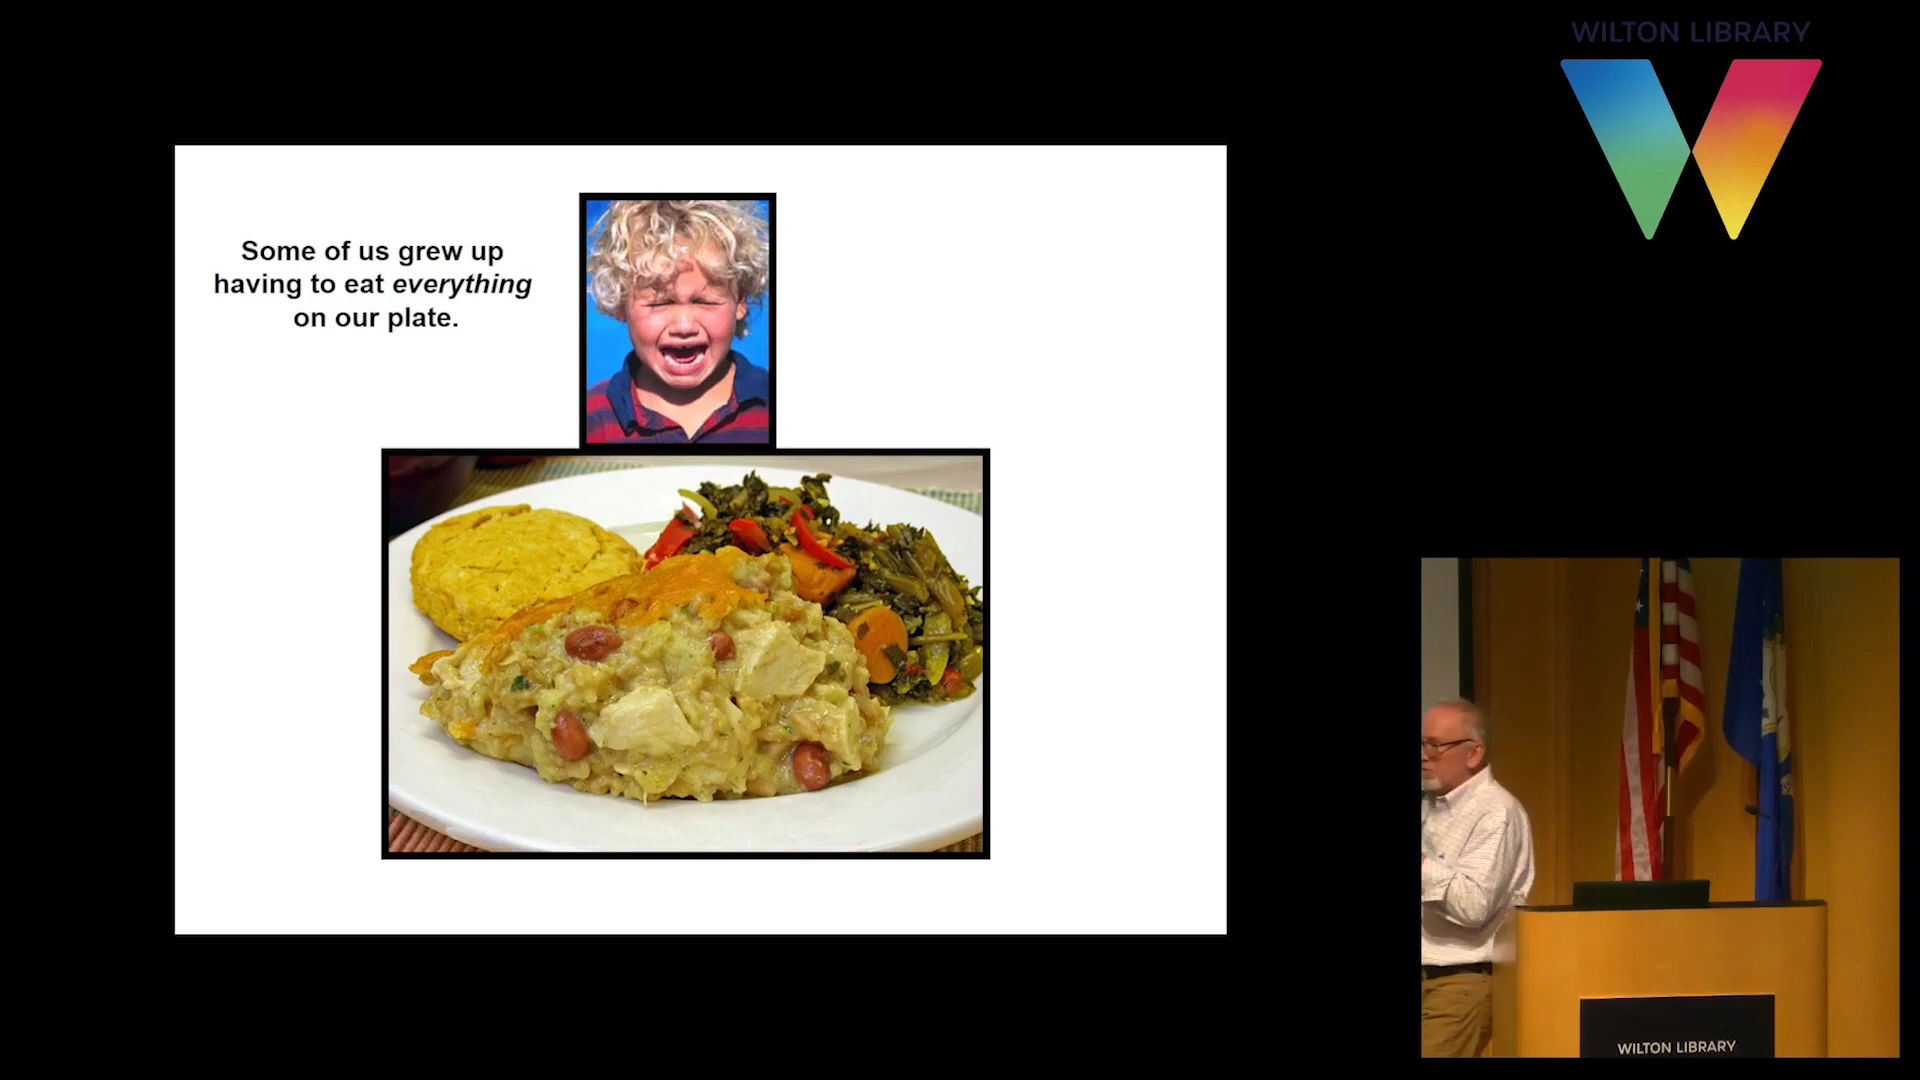 WILTON LIBRARY
Some of us grew up
having to eat everything
on our plate.
WILTON LIBRARY